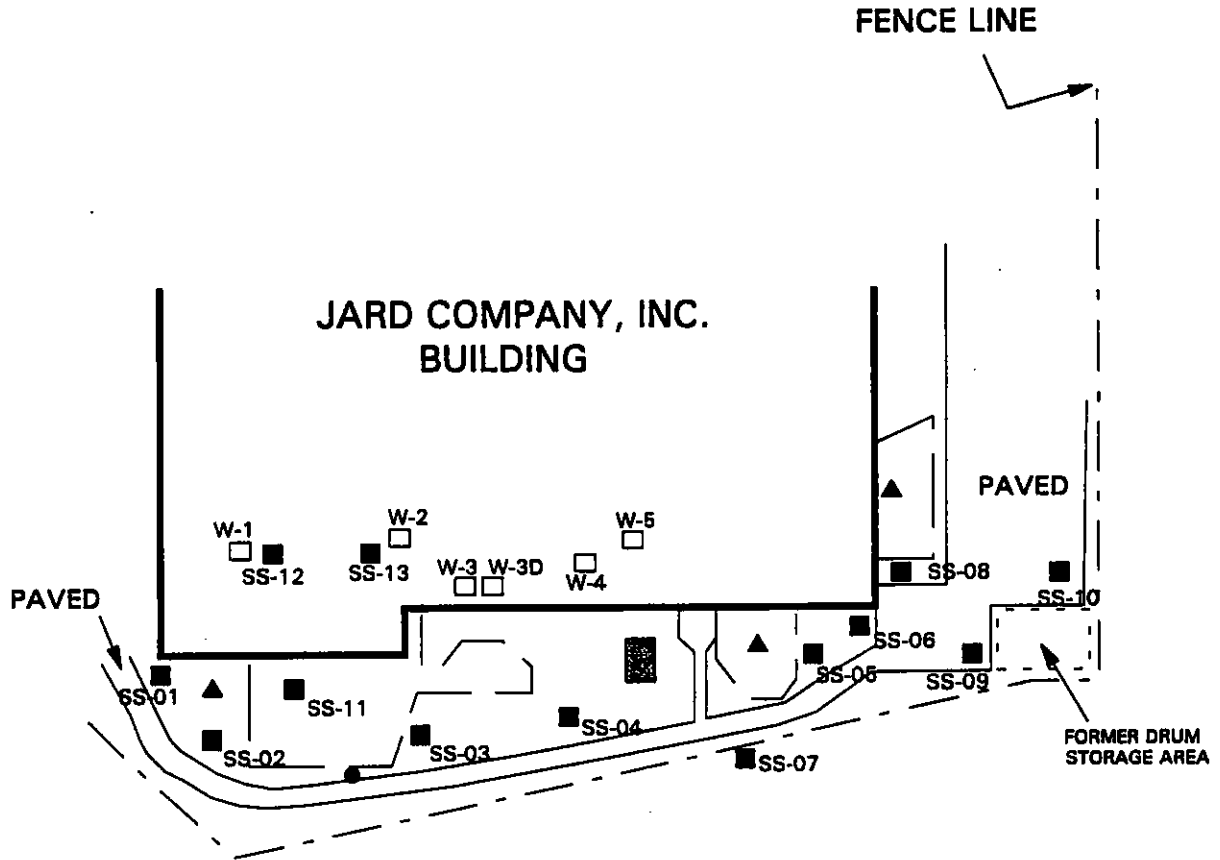 FENCE LINE
JARD COMPANY, INC.
BUILDING
PAVED
W-1
SS-12
SS-13
W-2
W-3
W-3D
W-4
W-5
SS-08
SS-10
PAVED
SS-01
SS-02
SS-11
SS-03
SS-04
SS-05
SS-06
SS-07
SS-09
FORMER DRUM
STORAGE AREA